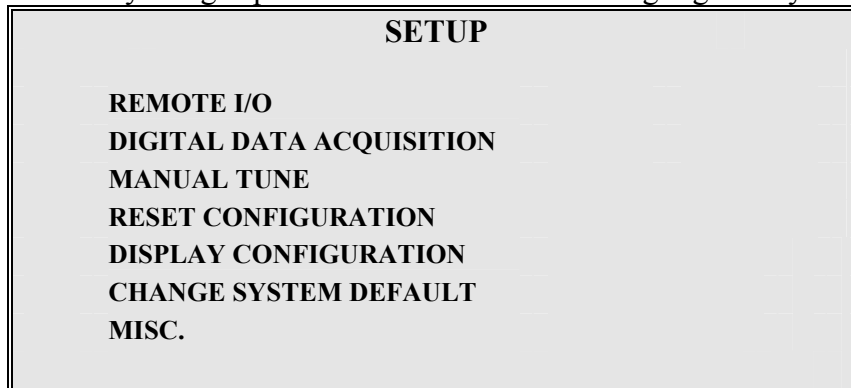 SETUP
REMOTE I/O
DIGITAL DATA ACQUISITION
MANUAL TUNE
RESET CONFIGURATION
DISPLAY CONFIGURATION
CHANGE SYSTEM DEFAULT
MISC.